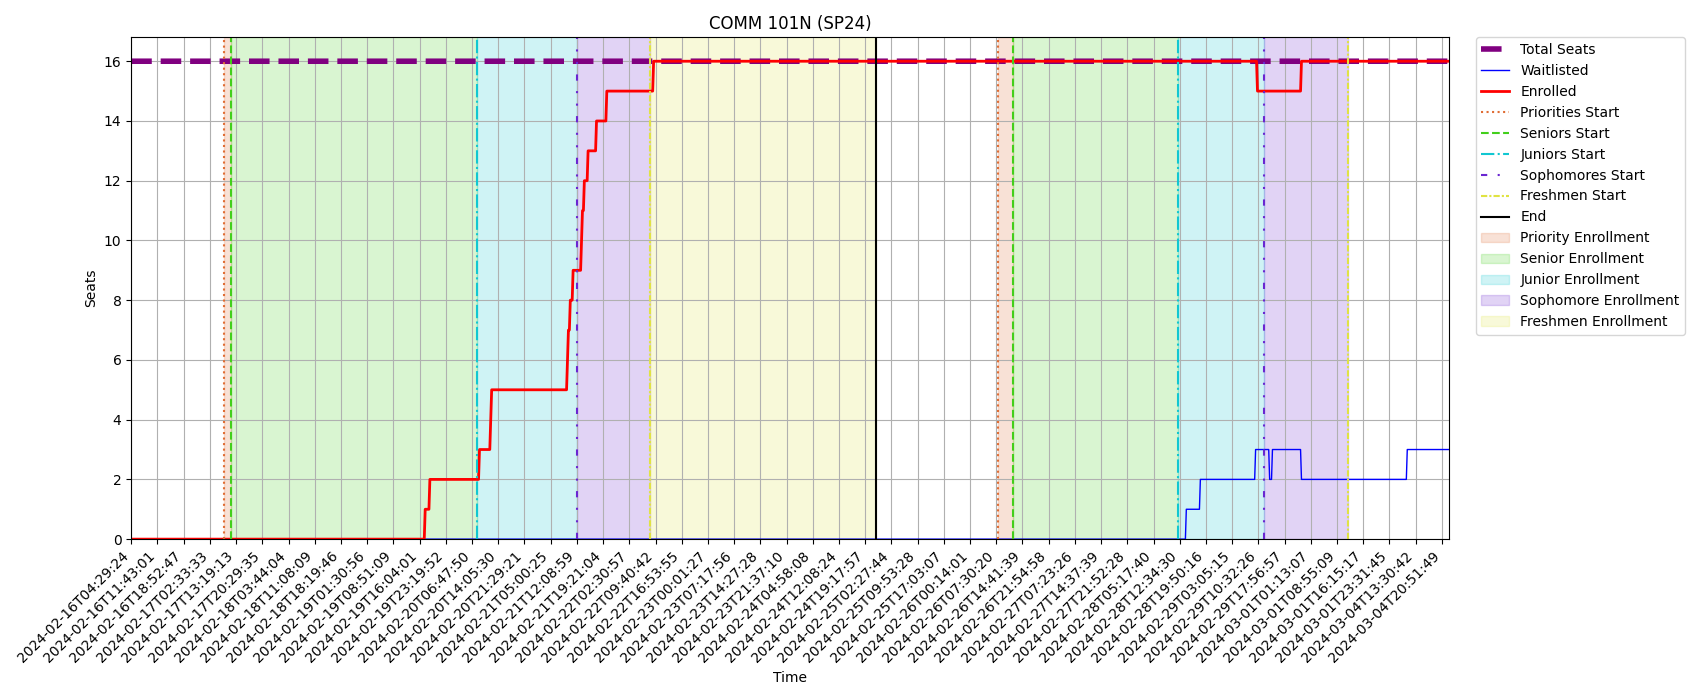 COMM 101N (SP24)
Seats
16
14
12
10
8
6
4
2
0
2024-02-16T04:29:24
2024-02-16T11:43:01
2024-02-16T18:52:47
2024-02-17T02:33:33
2024-02-17T13:19:13
2024-02-17T20:29:35
2024-02-18T03:44:04
2024-02-18T11:08:09
2024-02-18T18:19:46
2024-02-19T01:30:56
2024-02-19T08:51:09
2024-02-19T16:04:01
2024-02-19T23:19:52
2024-02-20T06:47:50
2024-02-20T14:05:30
2024-02-20T21:29:21
2024-02-21T05:00:25
2024-02-21T12:08:59
2024-02-21T19:21:04
2024-02-22T02:30:57
2024-02-22T09:40:42
2024-02-22T16:53:55
2024-02-23T00:01:27
2024-02-23T07:17:56
2024-02-23T14:27:28
2024-02-23T21:37:10
2024-02-24T04:58:08
2024-02-24T12:08:24
2024-02-24T19:17:57
2024-02-25T02:27:44
2024-02-25T09:53:28
2024-02-25T17:03:07
2024-02-26T00:14:01
2024-02-26T07:30:20
2024-02-26T14:41:39
2024-02-26T21:54:58
2024-02-27T07:23:26
2024-02-27T14:37:39
2024-02-27T21:52:28
2024-02-28T05:17:40
2024-02-28T12:34:30
2024-02-28T19:50:16
2024-02-29T03:05:15
2024-02-29T10:32:26
2024-02-29T17:56:57
2024-03-01T01:13:07
2024-03-01T08:55:09
2024-03-01T16:15:17
2024-03-01T23:31:45
2024-03-04T13:30:42
2024-03-04T20:51:49
Time
Total Seats
Waitlisted
Enrolled
Priorities Start
Seniors Start
Juniors Start
Sophomores Start
Freshmen Start
End
Priority Enrollment
Senior Enrollment
Junior Enrollment
Sophomore Enrollment
Freshmen Enrollment